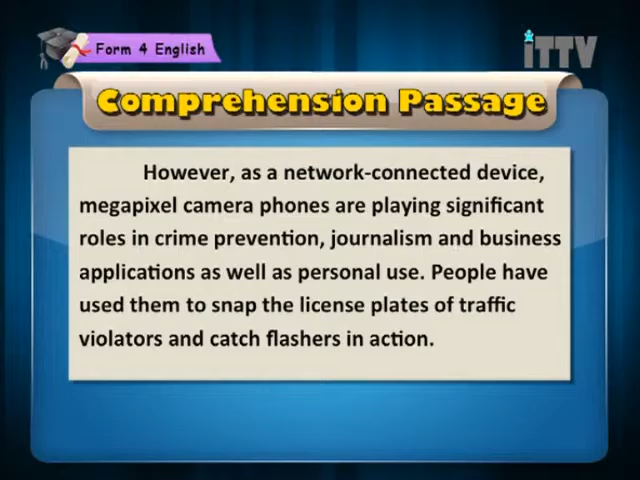 Form 4 English
iTTV
Comprehension Passage
However, as a network-connected device,
megapixel camera phones are playing significant
roles in crime prevention, journalism and business
applications as well as personal use. People have
used them to snap the license plates of traffic
violators and catch flashers in action.